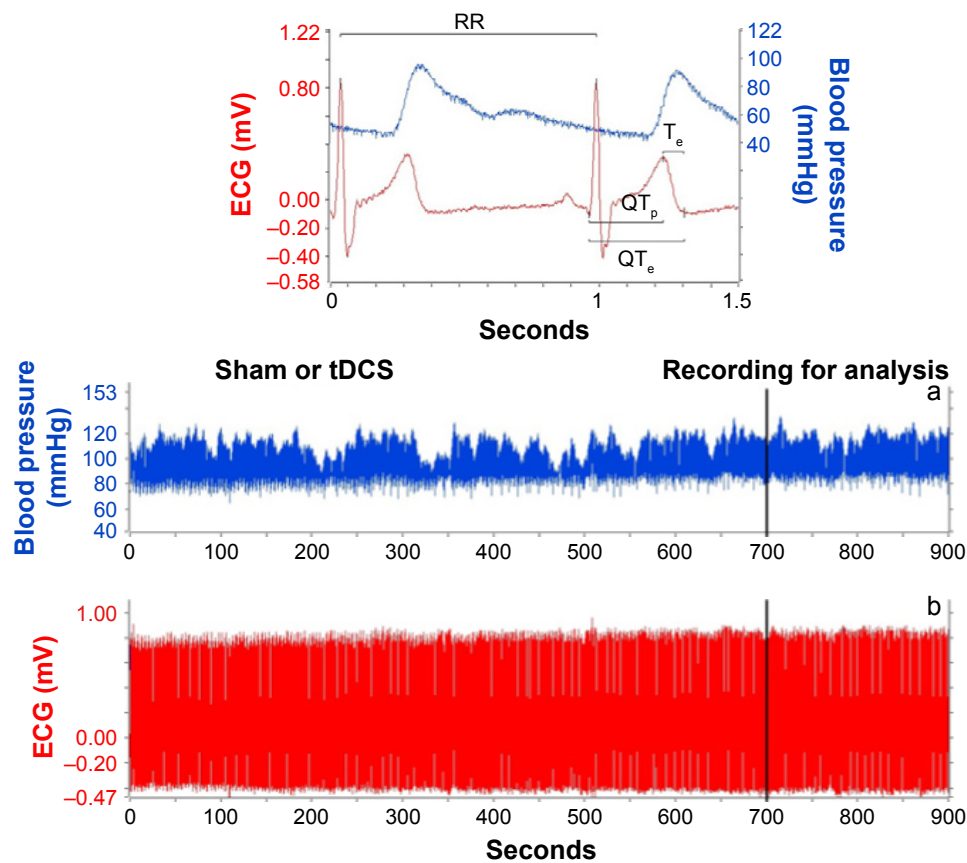 RR
1.22
0.80
0.00
–0.20
–0.40
–0.58
ECG (mV)
122
100
80
60
40
Blood pressure
(mmHg)
Te
QTp
QTe
0
1
1.5
Seconds
Sham or tDCS
Recording for analysis
a
153
120
100
80
60
40
Blood pressure
(mmHg)
0 100 200 300 400 500 600 700 800 900
b
1.00
0.00
–0.20
–0.47
ECG (mV)
0 100 200 300 400 500 600 700 800 900
Seconds